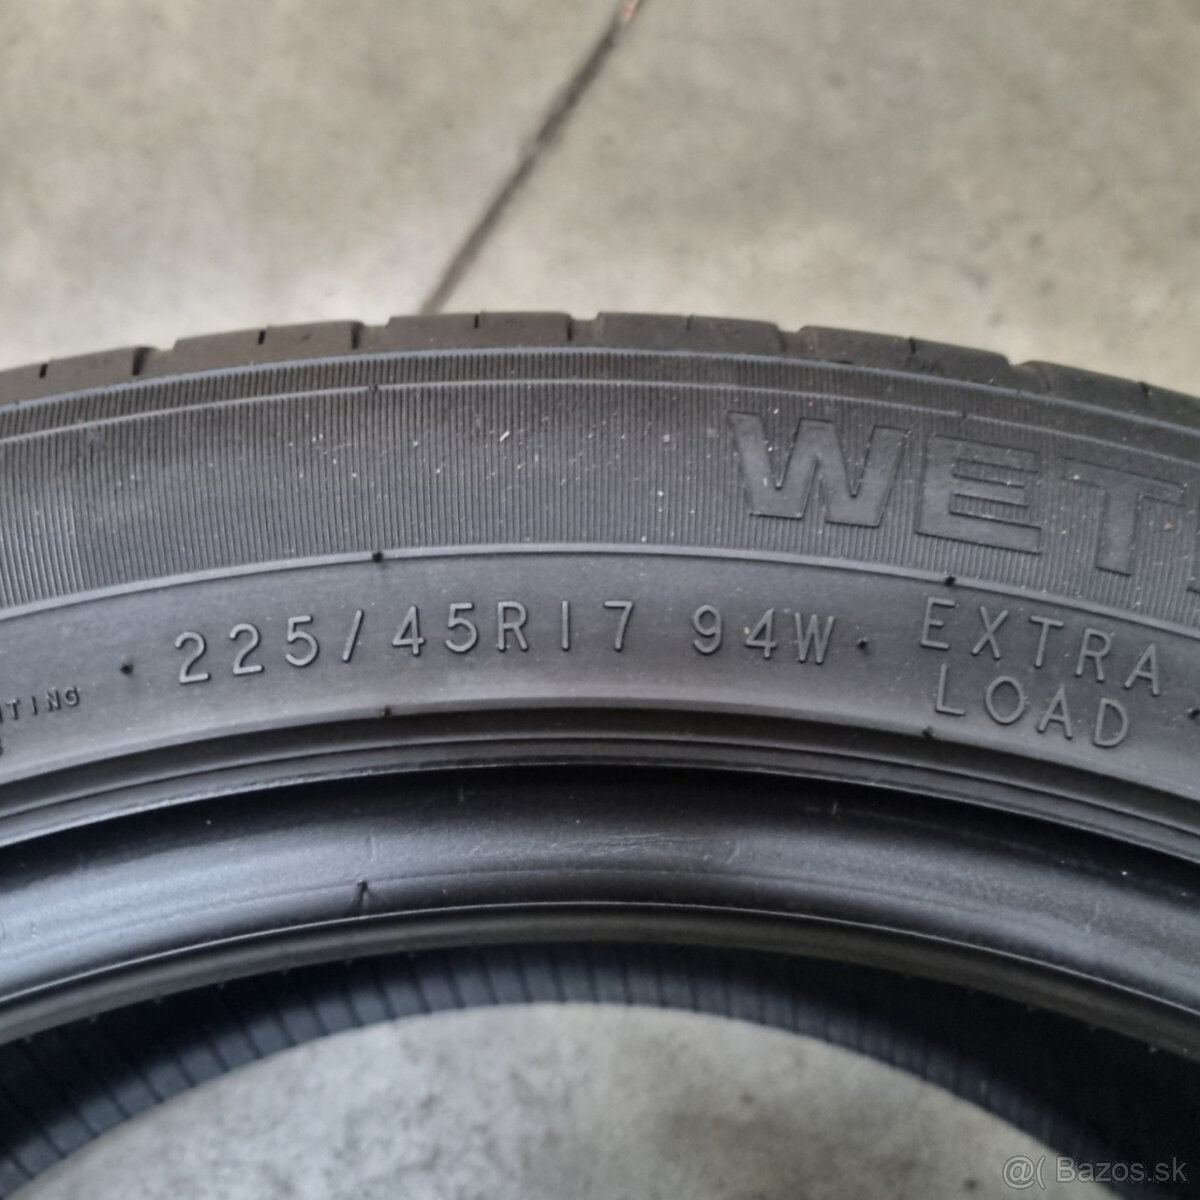 WET
225/45R17 94W EXTRA
LOAD
@( Bazos.sk